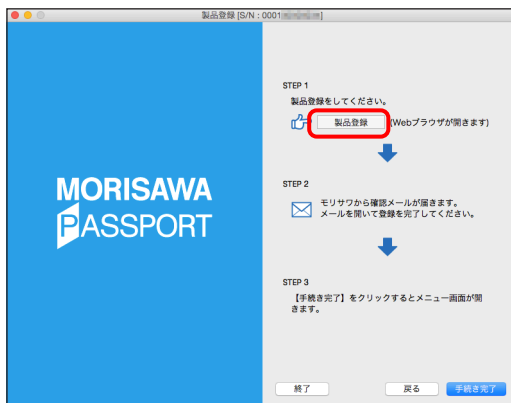 製品登録 [S/N : 0001
STEP 1
製品登録をしてください。
製品登録 (Webブラウザが開きます)
STEP 2
モリサワから確認メールが届きます。
メールを開いて登録を完了してください。
STEP 3
【手続き完了】をクリックするとメニュー画面が開
きます。
MORISAWA
PASSPORT
終了 戻る 手続き完了